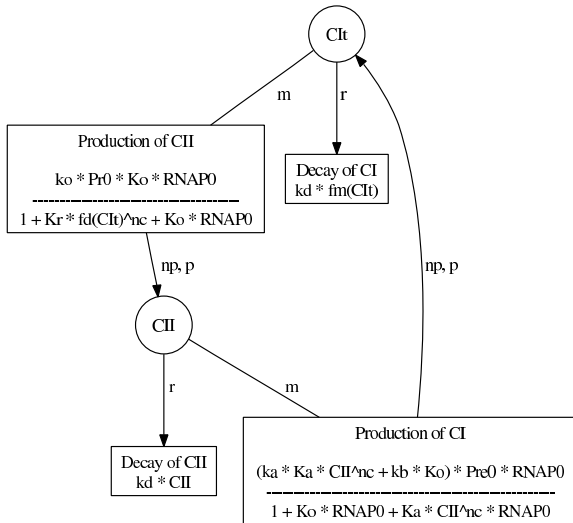 CIt
m
r
Production of CII
ko * Pr0 * Ko * RNAP0
----------------------------------------
1 + Kr * fd(CIt)^nc + Ko * RNAP0
Decay of CI
kd * fm(CIt)
np, p
np, p
CII
r
m
Decay of CII
kd * CII
Production of CI
(ka * Ka * CII^nc + kb * Ko) * Pre0 * RNAP0
--------------------------------------------------------
1 + Ko * RNAP0 + Ka * CII^nc * RNAP0